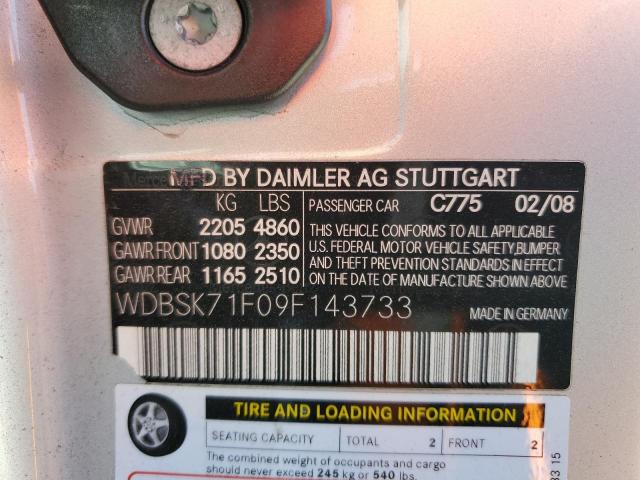 MFD BY DAIMLER AG STUTTGART
KG LBS
PASSENGER CAR C775 02/08
GVWR 2205 4860
GAWR FRONT 1080 2350
GAWR REAR 1165 2510
THIS VEHICLE CONFORMS TO ALL APPLICABLE
U.S. FEDERAL MOTOR VEHICLE SAFETY, BUMPER
AND THEFT PREVENTION STANDARDS IN EFFECT
ON THE DATE OF MANUFACTURE SHOWN ABOVE
WDBSK71F09F143733
MADE IN GERMANY
TIRE AND LOADING INFORMATION
SEATING CAPACITY TOTAL 2 FRONT 2
The combined weight of occupants and cargo
should never exceed 245 kg or 540 lbs.